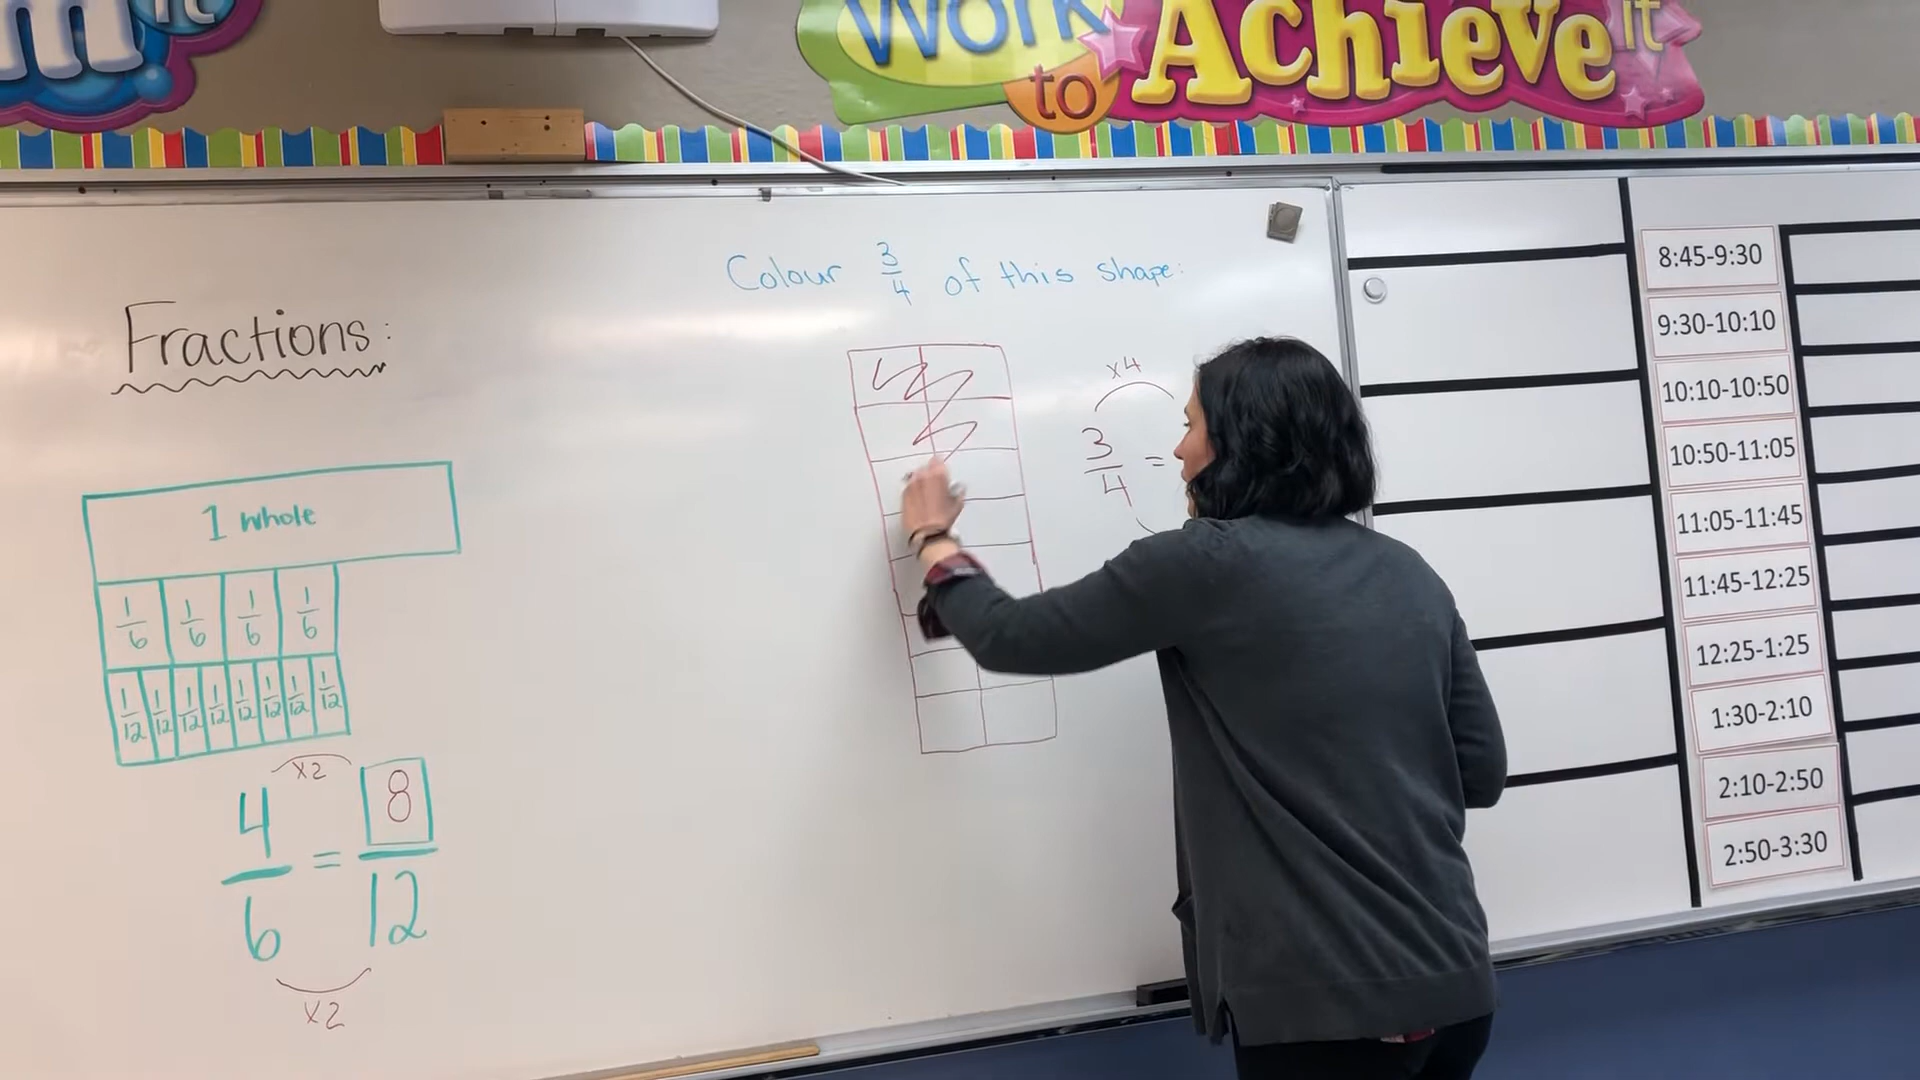 it
Work
to
Achieve
it
Colour 3/4 of this shape:
Fractions:
x4
3/4 =
1 whole
1/6 1/6 1/6 1/6
1/12 1/12 1/12 1/12 1/12 1/12 1/12 1/12
x2
4/6 = 8/12
x2
8:45-9:30
9:30-10:10
10:10-10:50
10:50-11:05
11:05-11:45
11:45-12:25
12:25-1:25
1:30-2:10
2:10-2:50
2:50-3:30